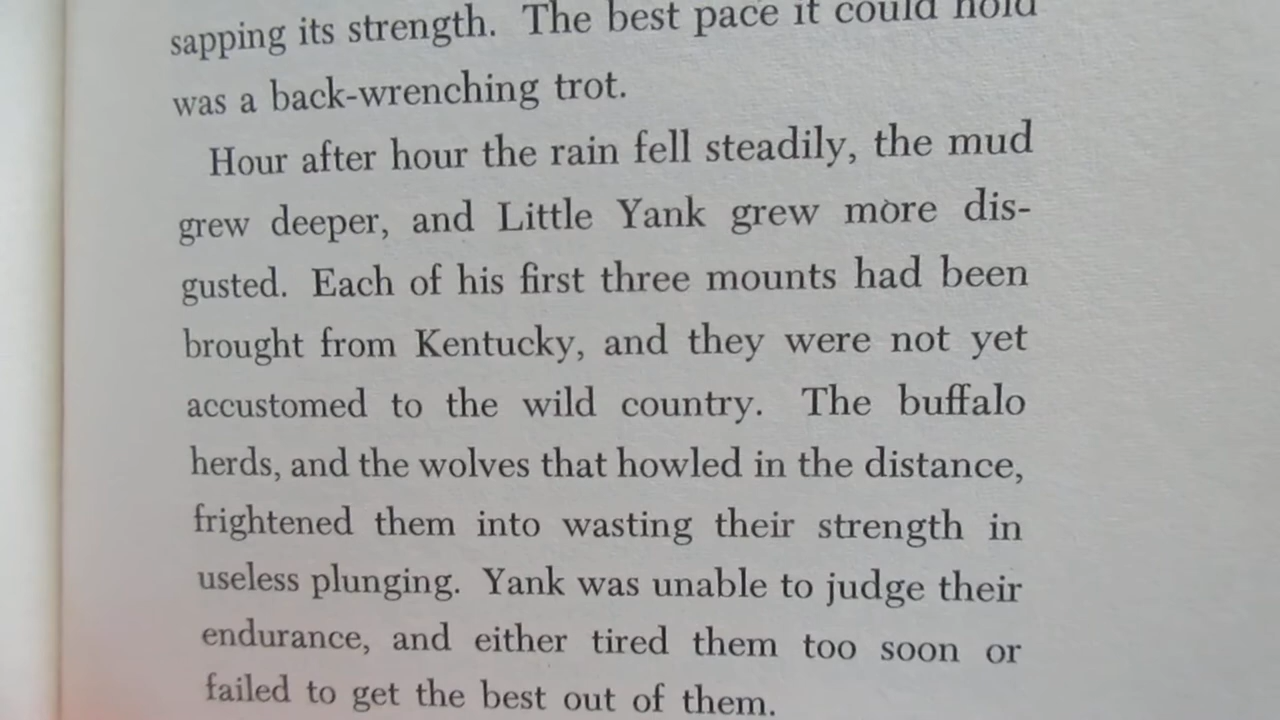 sapping its strength. The best pace it could hold
was a back-wrenching trot.
Hour after hour the rain fell steadily, the mud
grew deeper, and Little Yank grew more dis-
gusted. Each of his first three mounts had been
brought from Kentucky, and they were not yet
accustomed to the wild country. The buffalo
herds, and the wolves that howled in the distance,
frightened them into wasting their strength in
useless plunging. Yank was unable to judge their
endurance, and either tired them too soon or
failed to get the best out of them.